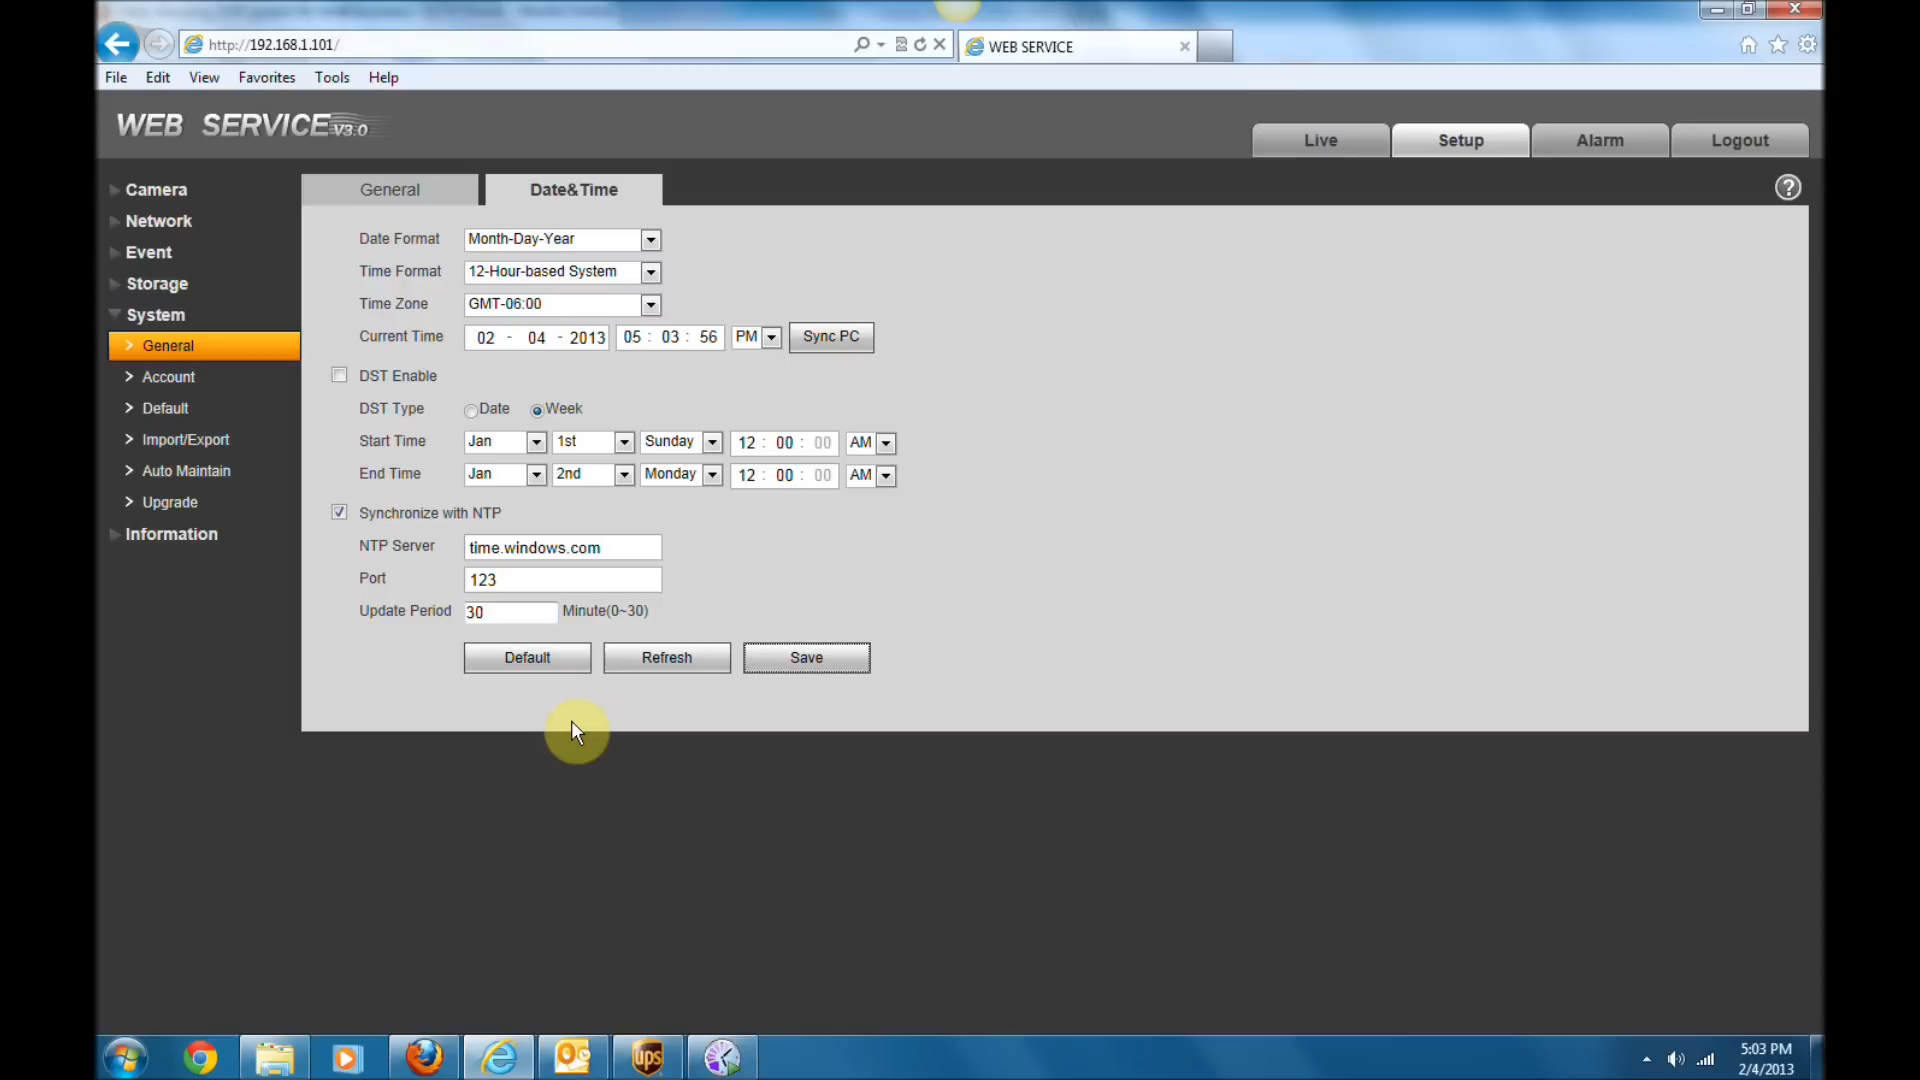 http://192.168.1.101/
WEB SERVICE
File Edit View Favorites Tools Help
WEB SERVICE V3.0
Live Setup Alarm Logout
Camera
Network
Event
Storage
System
General
Account
Default
Import/Export
Auto Maintain
Upgrade
Information
General Date&Time
Date Format Month-Day-Year
Time Format 12-Hour-based System
Time Zone GMT-06:00
Current Time 02 - 04 - 2013 05 : 03 : 56 PM Sync PC
DST Enable
DST Type Date Week
Start Time Jan 1st Sunday 12 : 00 : 00 AM
End Time Jan 2nd Monday 12 : 00 : 00 AM
Synchronize with NTP
NTP Server time.windows.com
Port 123
Update Period 30 Minute(0~30)
Default Refresh Save
ups
5:03 PM
2/4/2013